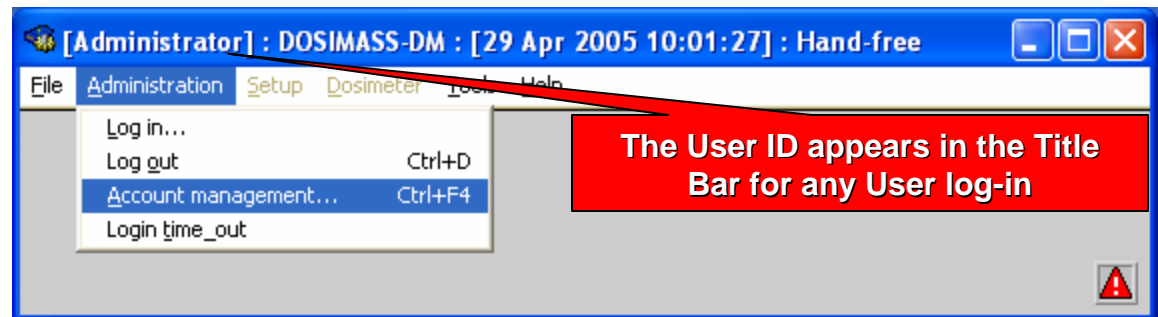 [Administrator] : DOSIMASS-DM : [29 Apr 2005 10:01:27] : Hand-free
File Administration Setup Dosimeter Tools Help
Log in...
Log out Ctrl+D
Account management... Ctrl+F4
Login time_out
The User ID appears in the Title
Bar for any User log-in